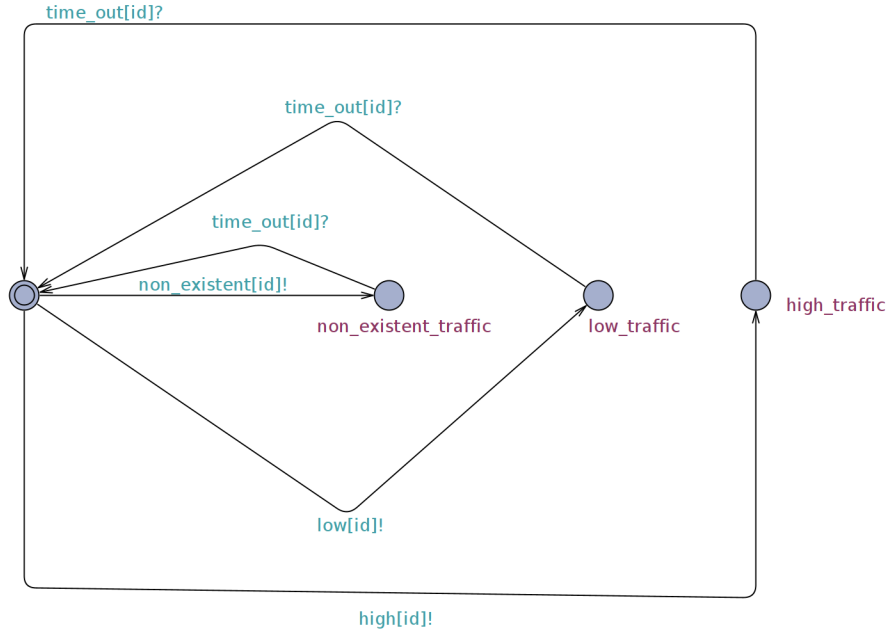 time_out[id]?
time_out[id]?
time_out[id]?
non_existent[id]!
non_existent_traffic
low_traffic
high_traffic
low[id]!
high[id]!